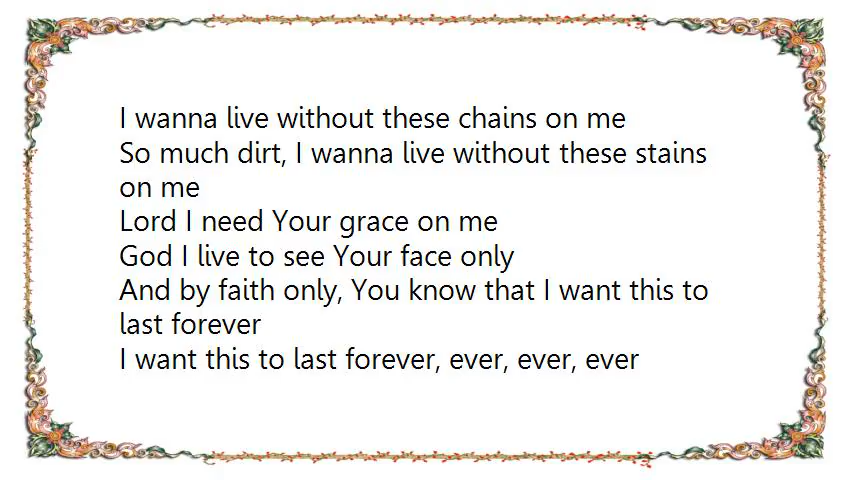 I wanna live without these chains on me
So much dirt, I wanna live without these stains
on me
Lord I need Your grace on me
God I live to see Your face only
And by faith only, You know that I want this to
last forever
I want this to last forever, ever, ever, ever